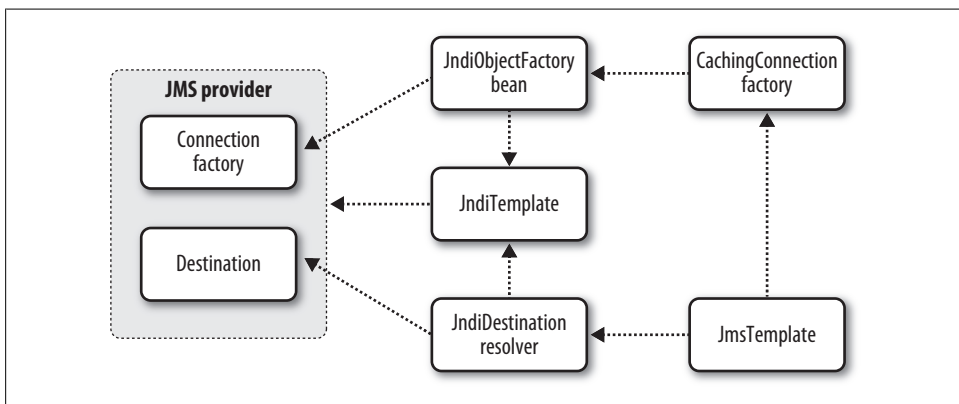 JMS provider
Connection
factory
Destination
JndiObjectFactory
bean
JndiTemplate
JndiDestination
resolver
CachingConnection
factory
JmsTemplate